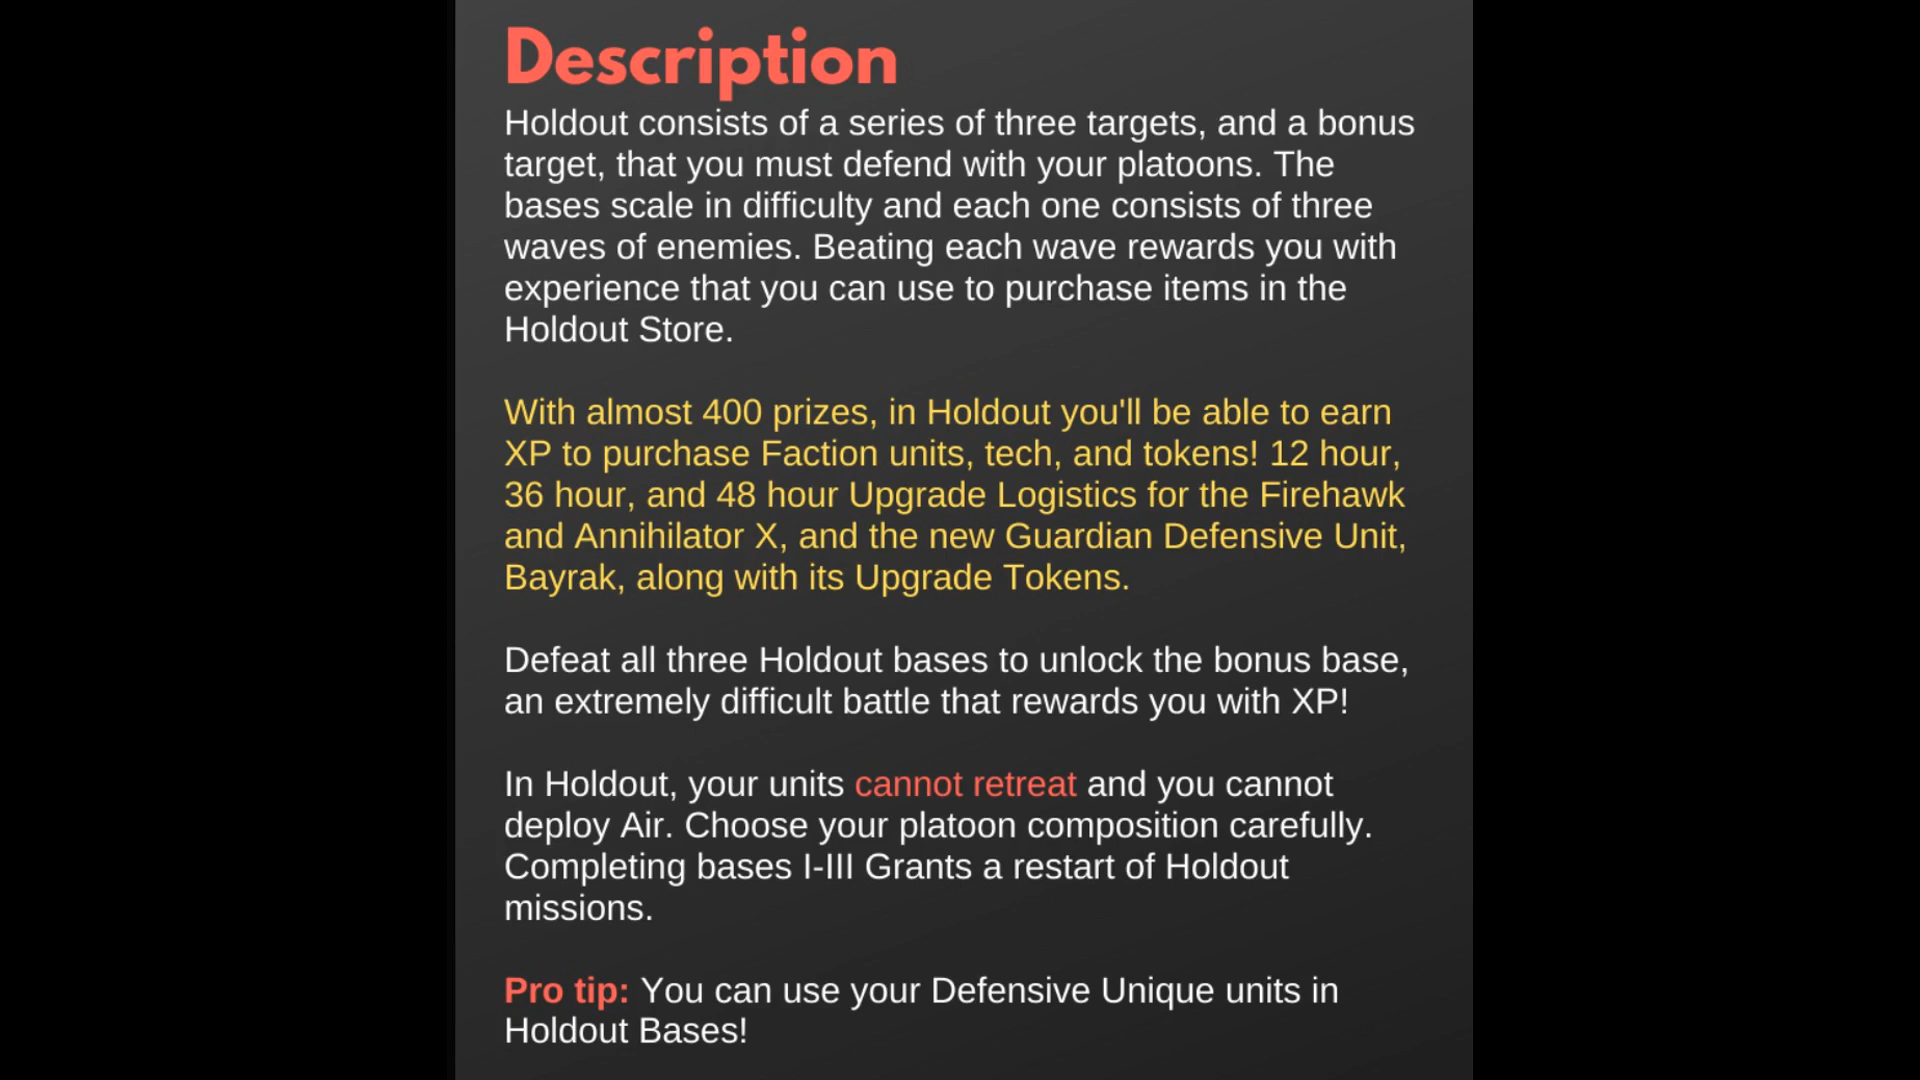 Description
Holdout consists of a series of three targets, and a bonus
target, that you must defend with your platoons. The
bases scale in difficulty and each one consists of three
waves of enemies. Beating each wave rewards you with
experience that you can use to purchase items in the
Holdout Store.
With almost 400 prizes, in Holdout you'll be able to earn
XP to purchase Faction units, tech, and tokens! 12 hour,
36 hour, and 48 hour Upgrade Logistics for the Firehawk
and Annihilator X, and the new Guardian Defensive Unit,
Bayrak, along with its Upgrade Tokens.
Defeat all three Holdout bases to unlock the bonus base,
an extremely difficult battle that rewards you with XP!
In Holdout, your units cannot retreat and you cannot
deploy Air. Choose your platoon composition carefully.
Completing bases I-III Grants a restart of Holdout
missions.
Pro tip: You can use your Defensive Unique units in
Holdout Bases!